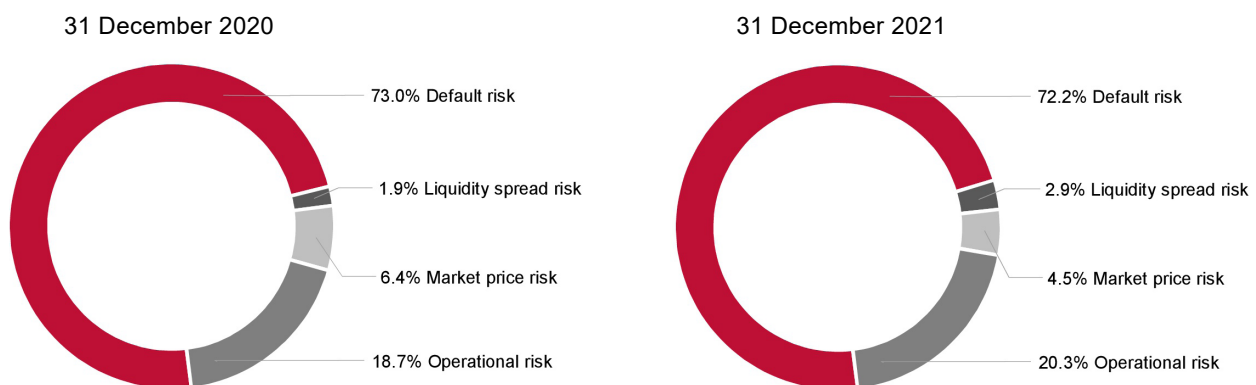 31 December 2020
73.0% Default risk
1.9% Liquidity spread risk
6.4% Market price risk
18.7% Operational risk
31 December 2021
72.2% Default risk
2.9% Liquidity spread risk
4.5% Market price risk
20.3% Operational risk